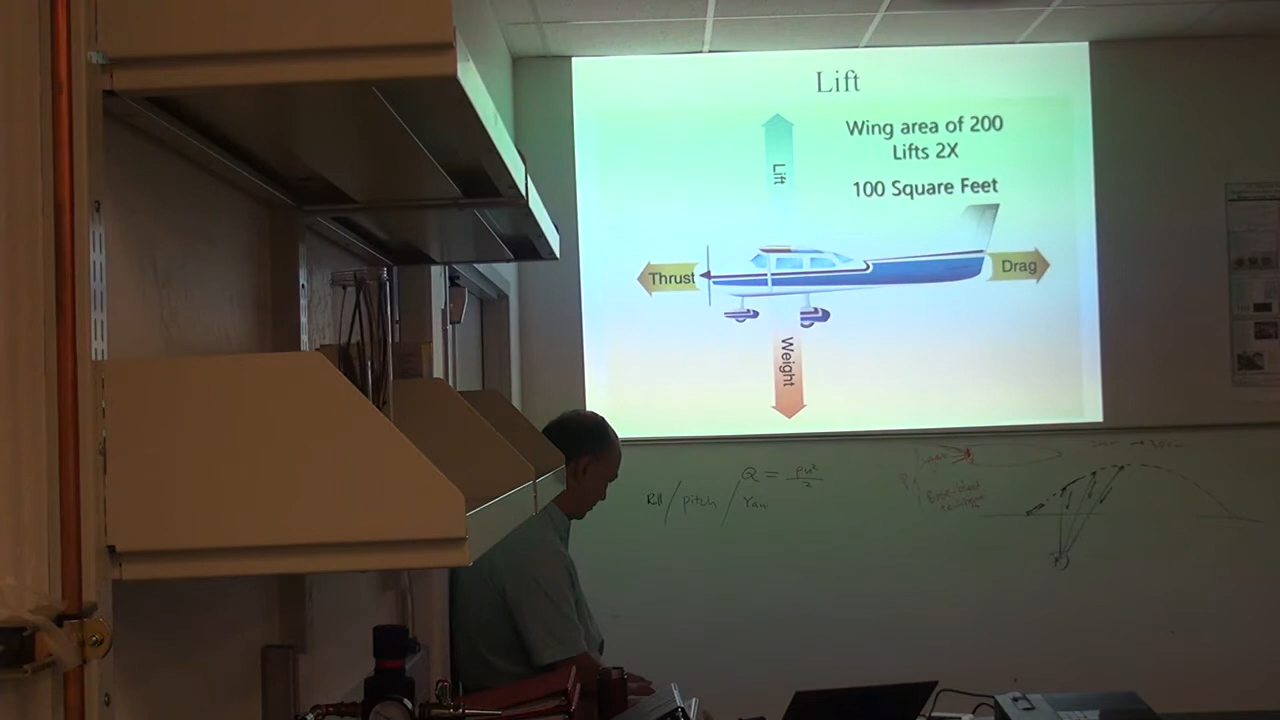 Lift
Wing area of 200
Lifts 2X
100 Square Feet
Lift
Thrust
Drag
Weight
Q = ρu²/2
Roll / pitch / Yaw